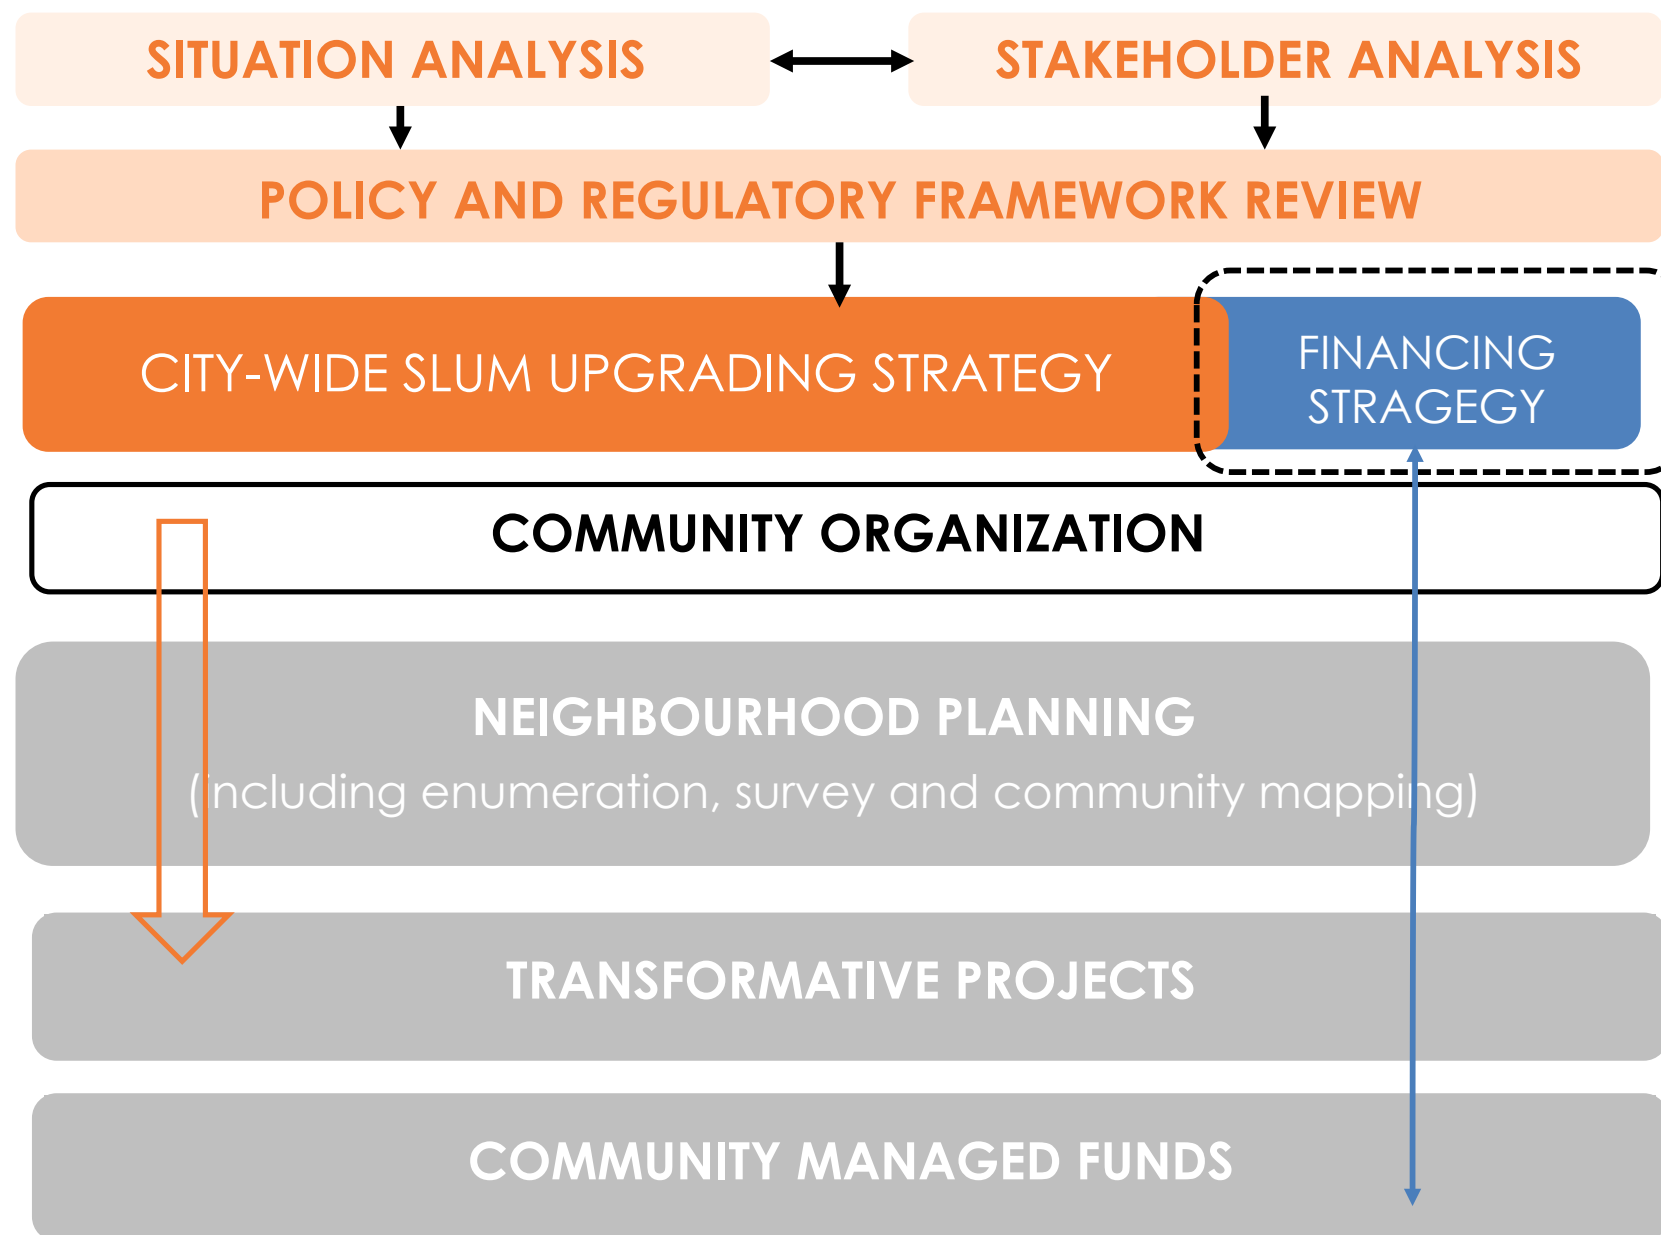 SITUATION ANALYSIS
STAKEHOLDER ANALYSIS
POLICY AND REGULATORY FRAMEWORK REVIEW
CITY-WIDE SLUM UPGRADING STRATEGY
FINANCING
STRAGEGY
COMMUNITY ORGANIZATION
NEIGHBOURHOOD PLANNING
(including enumeration, survey and community mapping)
TRANSFORMATIVE PROJECTS
COMMUNITY MANAGED FUNDS